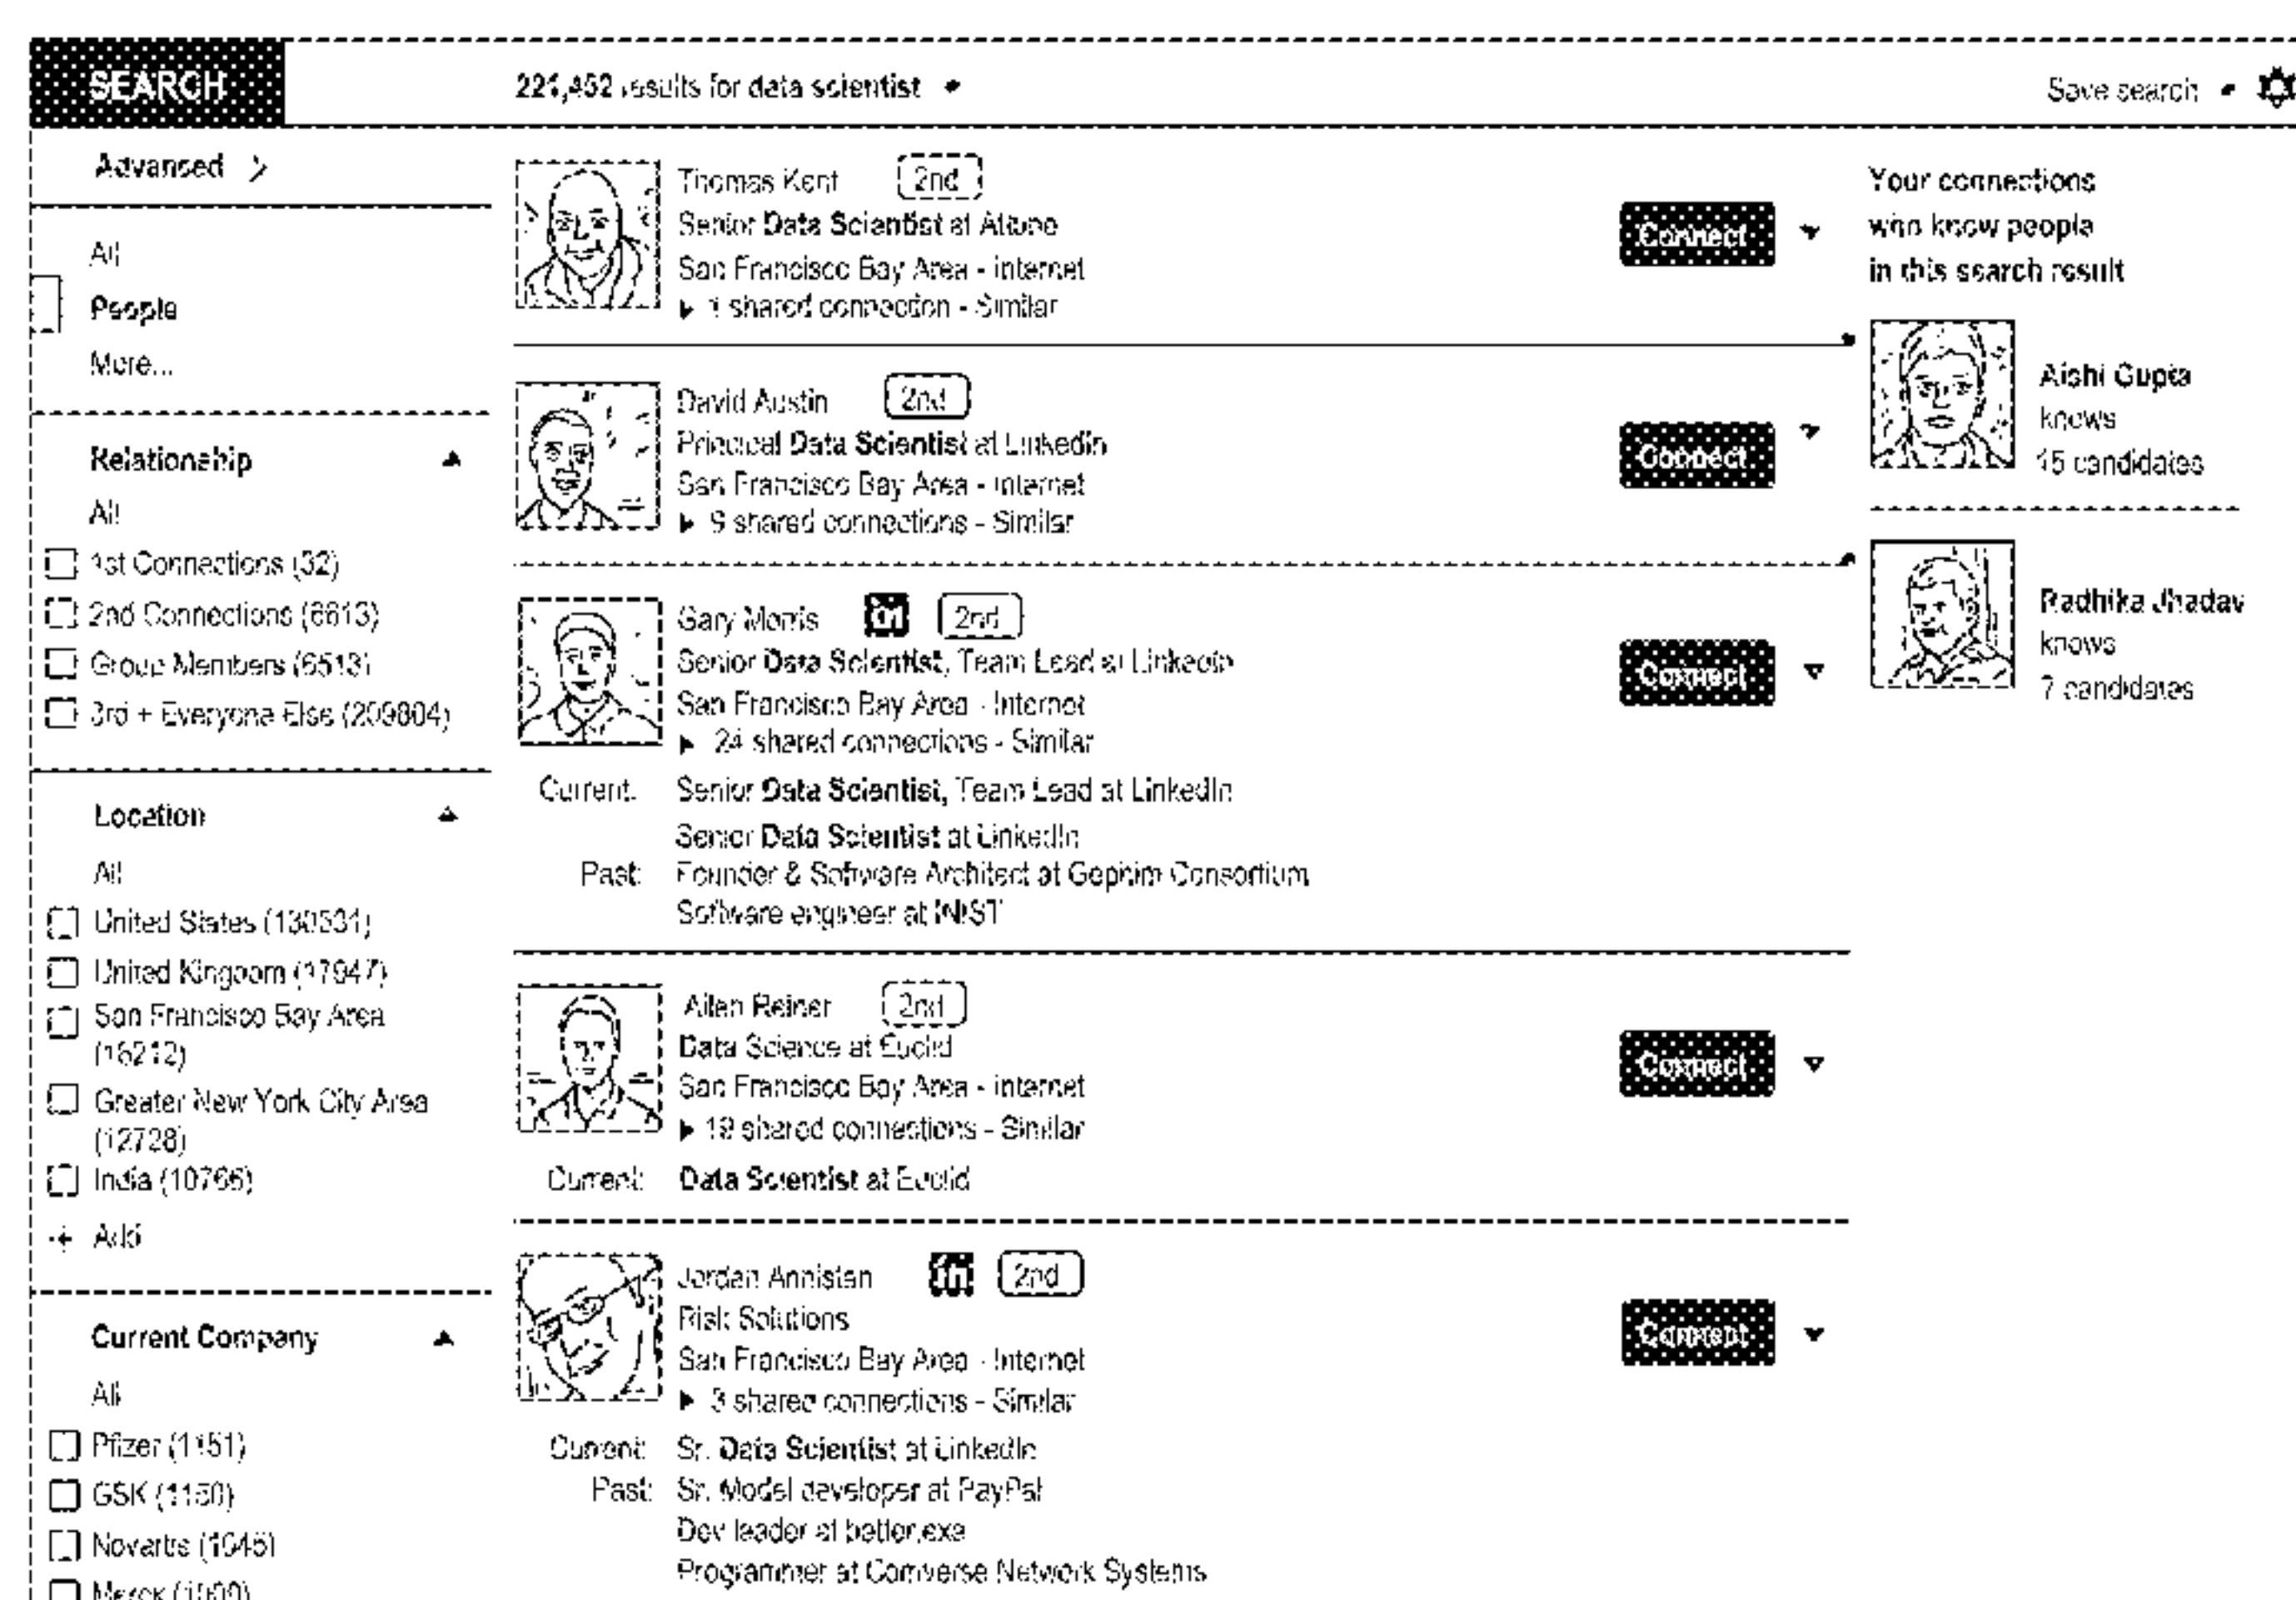 SEARCH
results for data scientist
Save search
Advanced
All
People
More...
Relationship
All
1st Connections (32)
2nd Connections (6613)
Group Members (6513)
3rd + Everyone Else (209804)
Location
All
United States (130531)
United Kingdom (17947)
San Francisco Bay Area
(16212)
Greater New York City Area
(12728)
India (10766)
+ Add
Current Company
All
Pfizer (1151)
GSK (1150)
Novartis (1045)
Merck
Thomas Kent 2nd
Senior Data Scientist at
San Francisco Bay Area - Internet
1 shared connection - Similar
Connect
David Austin 2nd
Principal Data Scientist at LinkedIn
San Francisco Bay Area - Internet
9 shared connections - Similar
Connect
Gary Morris in 2nd
Senior Data Scientist, Team Lead at LinkedIn
San Francisco Bay Area - Internet
24 shared connections - Similar
Connect
Current: Senior Data Scientist, Team Lead at LinkedIn
Senior Data Scientist at LinkedIn
Past: Founder & Software Architect at Consortium
Software engineer at INIST
Allen Reiner 2nd
Data Science at Euclid
San Francisco Bay Area - Internet
shared connections - Similar
Connect
Current: Data Scientist at Euclid
Jordan Annistan in 2nd
Risk Solutions
San Francisco Bay Area - Internet
3 shared connections - Similar
Connect
Current: Sr. Data Scientist at LinkedIn
Past: Sr. Model developer at PayPal
Dev leader at
Programmer at Comverse Network Systems
Your connections
who know people
in this search result
Aishi Gupta
knows
15 candidates
Radhika Jhadav
knows
7 candidates